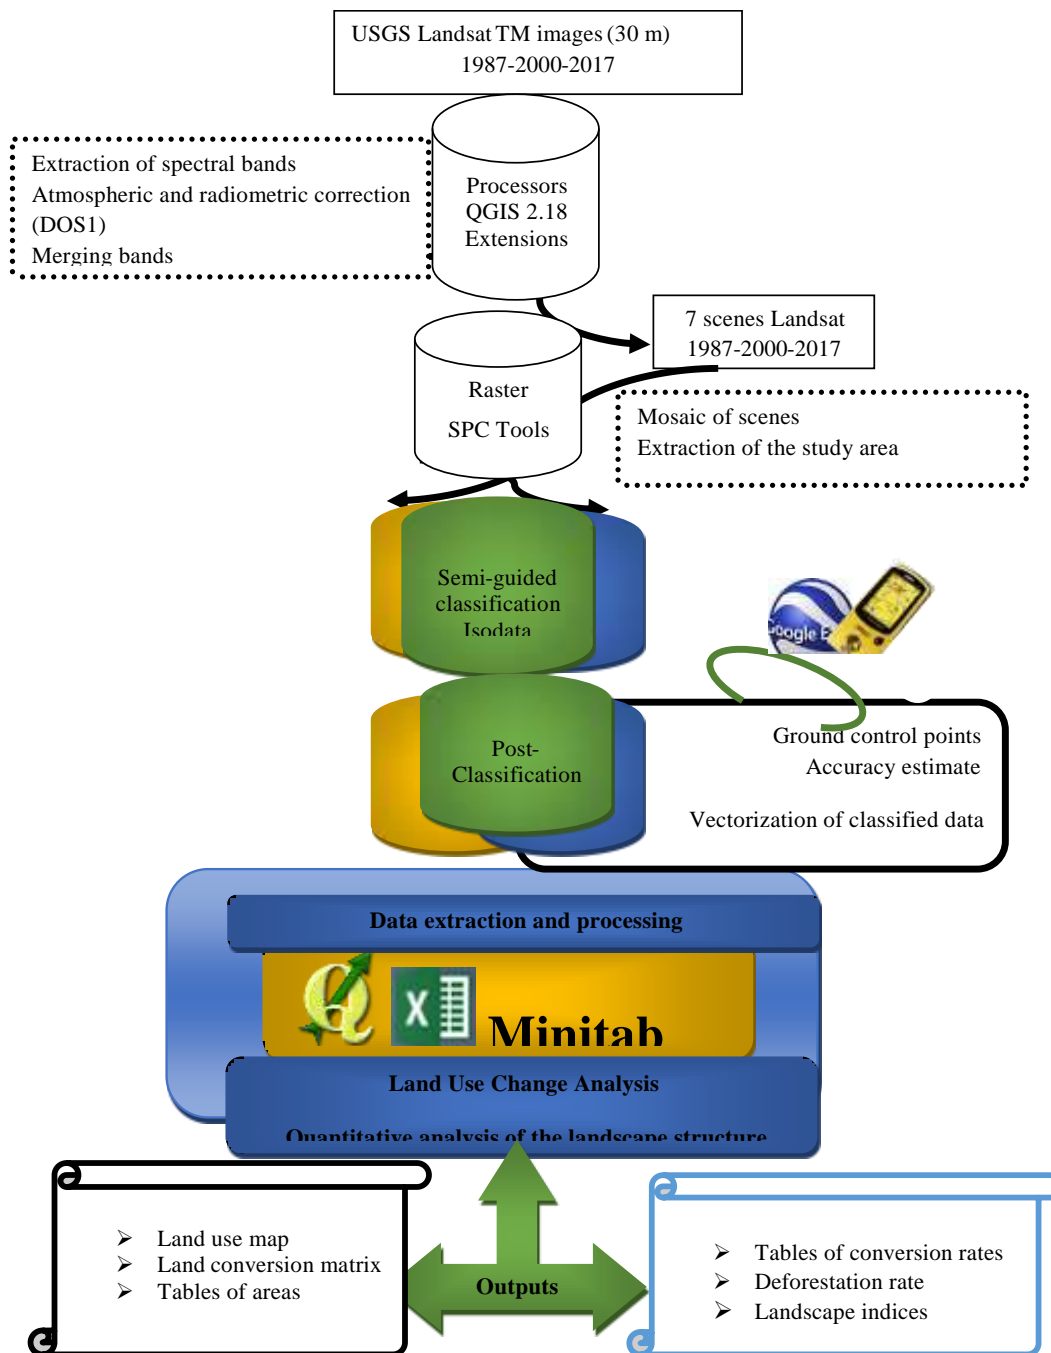 USGS Landsat TM images (30 m)
1987-2000-2017
Extraction of spectral bands
Atmospheric and radiometric correction
(DOS1)
Merging bands
Processors
QGIS 2.18
Extensions
7 scenes Landsat
1987-2000-2017
Raster
SPC Tools
Mosaic of scenes
Extraction of the study area
Semi-guided
classification
Isodata
Google E
Post-
Classification
Ground control points
Accuracy estimate
Vectorization of classified data
Data extraction and processing
X
Minitab
Land Use Change Analysis
Quantitative analysis of the landscape structure
➢ Land use map
➢ Land conversion matrix
➢ Tables of areas
Outputs
➢ Tables of conversion rates
➢ Deforestation rate
➢ Landscape indices